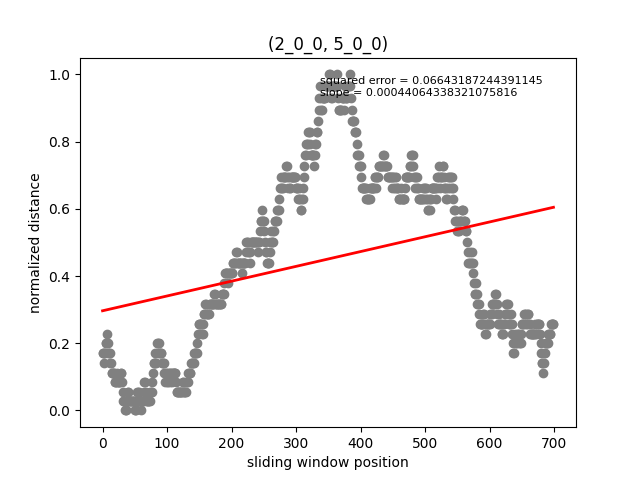 (2_0_0, 5_0_0)
squared error = 0.06643187244391145
slope = 0.00044064338321075816
1.0
0.8
0.6
0.4
0.2
0.0
normalized distance
0 100 200 300 400 500 600 700
sliding window position